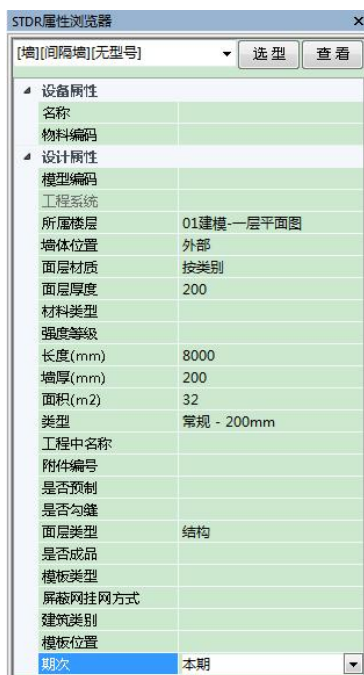 STDR属性浏览器
[墙][间隔墙][无型号] 选型 查看
设备属性
名称
物料编码
设计属性
模型编码
工程系统
所属楼层 01建模-一层平面图
墙体位置 外部
面层材质 按类别
面层厚度 200
材料类型
强度等级
长度(mm) 8000
墙厚(mm) 200
面积(m2) 32
类型 常规 - 200mm
工程中名称
附件编号
是否预制
是否勾缝
面层类型 结构
是否成品
模板类型
屏蔽网挂网方式
建筑类别
模板位置
期次 本期